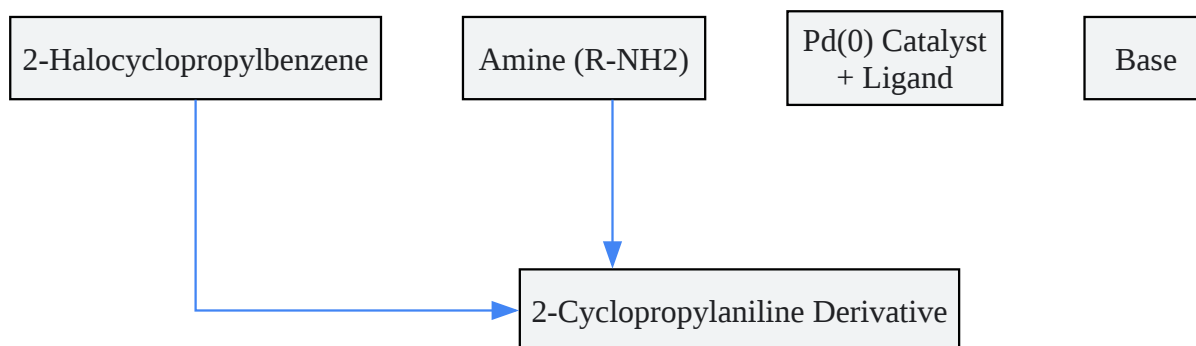 2-Halocyclopropylbenzene
Amine (R-NH2)
Pd(0) Catalyst
+ Ligand
Base
2-Cyclopropylaniline Derivative